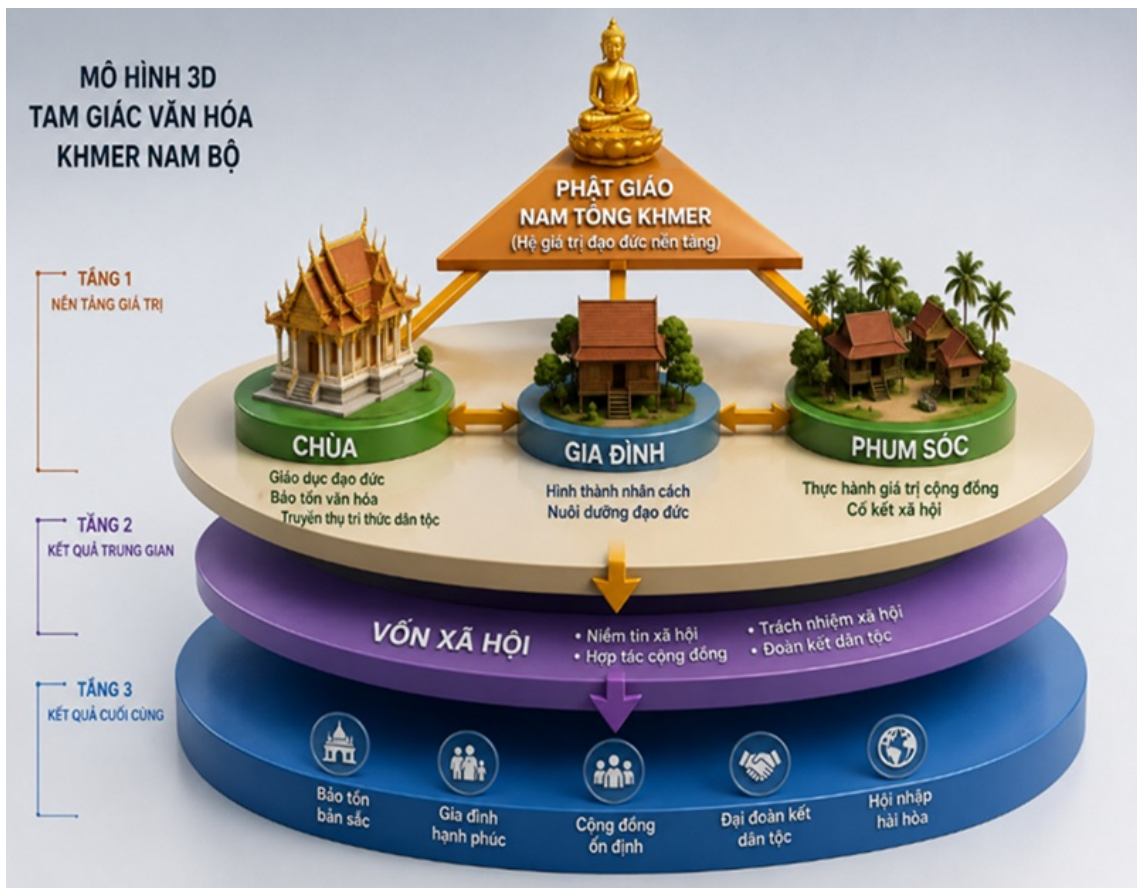 MÔ HÌNH 3D
TAM GIÁC VĂN HÓA
KHMER NAM BỘ
PHẬT GIÁO
NAM TÔNG KHMER
(Hệ giá trị đạo đức nền tảng)
TẦNG 1
NỀN TẢNG GIÁ TRỊ
CHÙA
Giáo dục đạo đức
Bảo tồn văn hóa
Truyền thụ tri thức dân tộc
GIA ĐÌNH
Hình thành nhân cách
Nuôi dưỡng đạo đức
PHUM SÓC
Thực hành giá trị cộng đồng
Cố kết xã hội
TẦNG 2
KẾT QUẢ TRUNG GIAN
VỐN XÃ HỘI
• Niềm tin xã hội
• Hợp tác cộng đồng
• Trách nhiệm xã hội
• Đoàn kết dân tộc
TẦNG 3
KẾT QUẢ CUỐI CÙNG
Bảo tồn
bản sắc
Gia đình
hạnh phúc
Cộng đồng
ổn định
Đại đoàn kết
dân tộc
Hội nhập
hài hòa